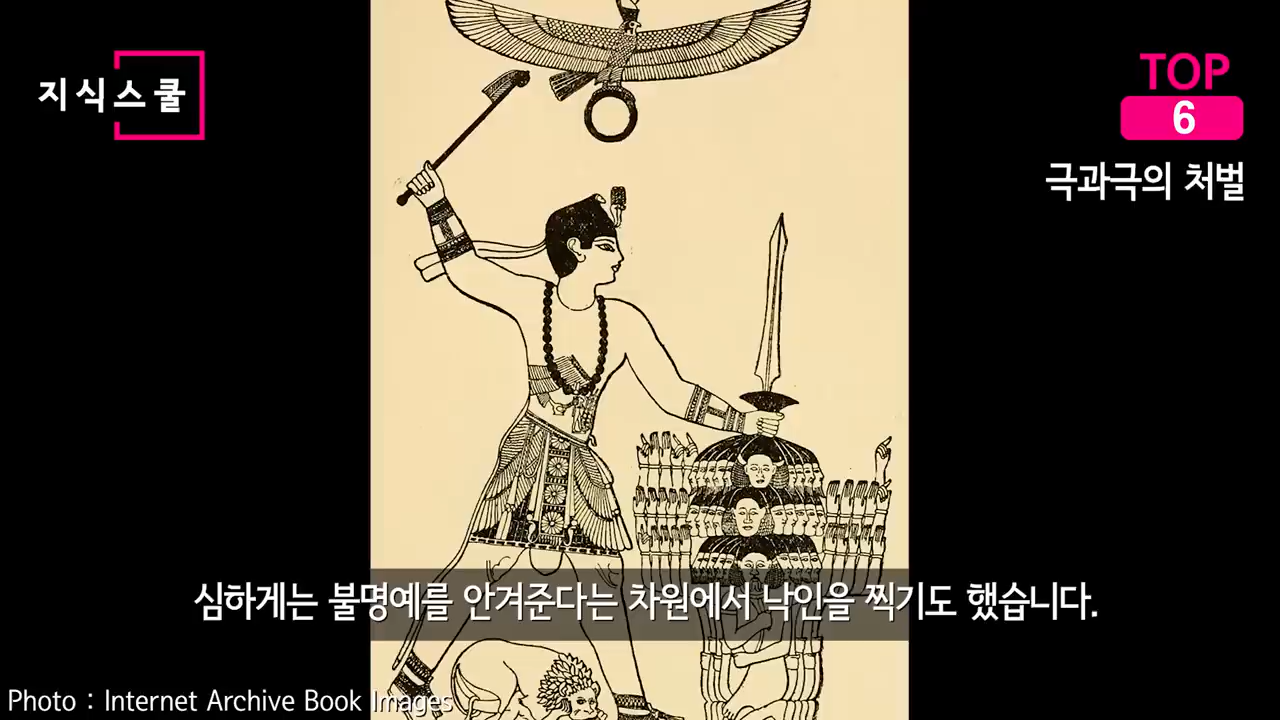 지식스쿨
TOP
6
극과극의 처벌
심하게는 불명예를 안겨준다는 차원에서 낙인을 찍기도 했습니다.
Photo : Internet Archive Book Images